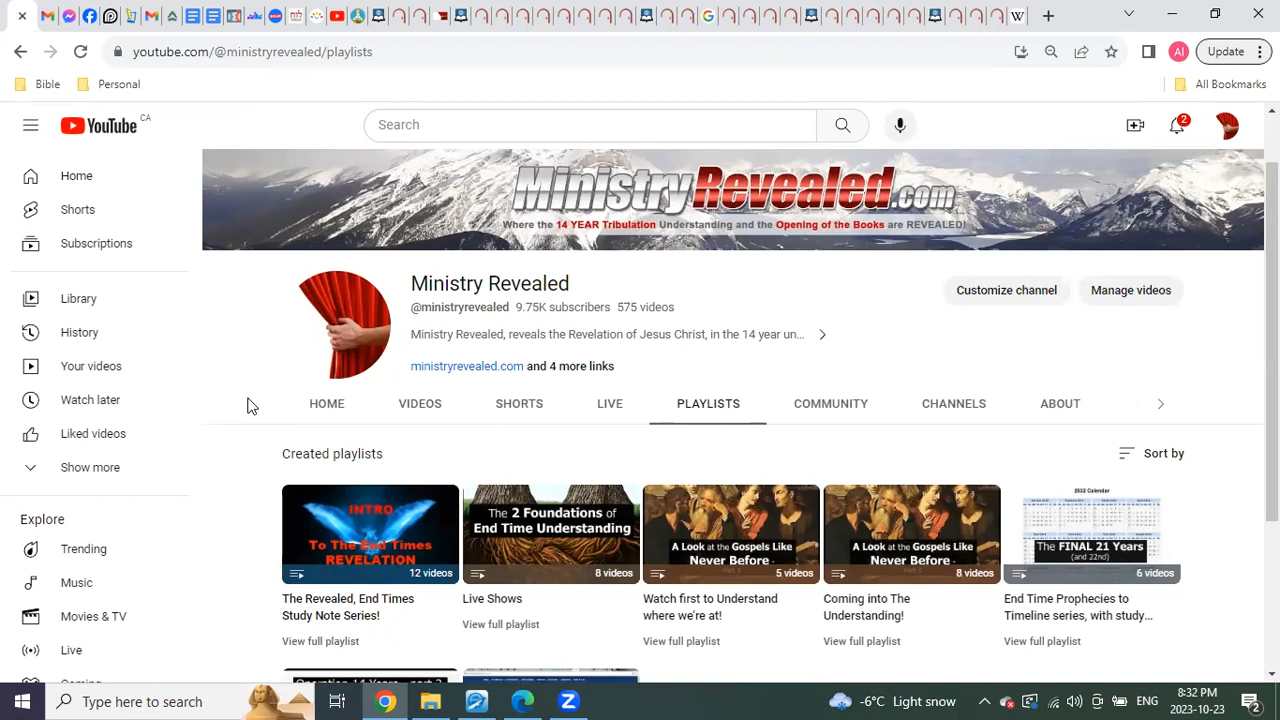 youtube.com/@ministryrevealed/playlists
AI
Update
Bible
Personal
All Bookmarks
YouTube
CA
Search
2
Home
Shorts
Subscriptions
Library
History
Your videos
Watch later
Liked videos
Show more
Explore
Trending
Music
Movies & TV
Live
MinistryRevealed.com
Where the 14 YEAR Tribulation Understanding and the Opening of the Books are REVEALED!
Ministry Revealed
@ministryrevealed 9.75K subscribers 575 videos
Ministry Revealed, reveals the Revelation of Jesus Christ, in the 14 year un...
ministryrevealed.com and 4 more links
Customize channel
Manage videos
HOME
VIDEOS
SHORTS
LIVE
PLAYLISTS
COMMUNITY
CHANNELS
ABOUT
Created playlists
Sort by
INTRO
To The End Times
REVELATION
12 videos
The Revealed, End Times
Study Note Series!
View full playlist
The 2 Foundations of
End Time Understanding
8 videos
Live Shows
View full playlist
A Look at the Gospels Like
Never Before -
5 videos
Watch first to Understand
where we're at!
View full playlist
A Look at the Gospels Like
Never Before -
8 videos
Coming into The
Understanding!
View full playlist
2032 Calendar
The FINAL 21 Years
(and 22nd)
6 videos
End Time Prophecies to
Timeline series, with study...
View full playlist
Type here to search
-6°C Light snow
ENG
8:32 PM
2023-10-23
2